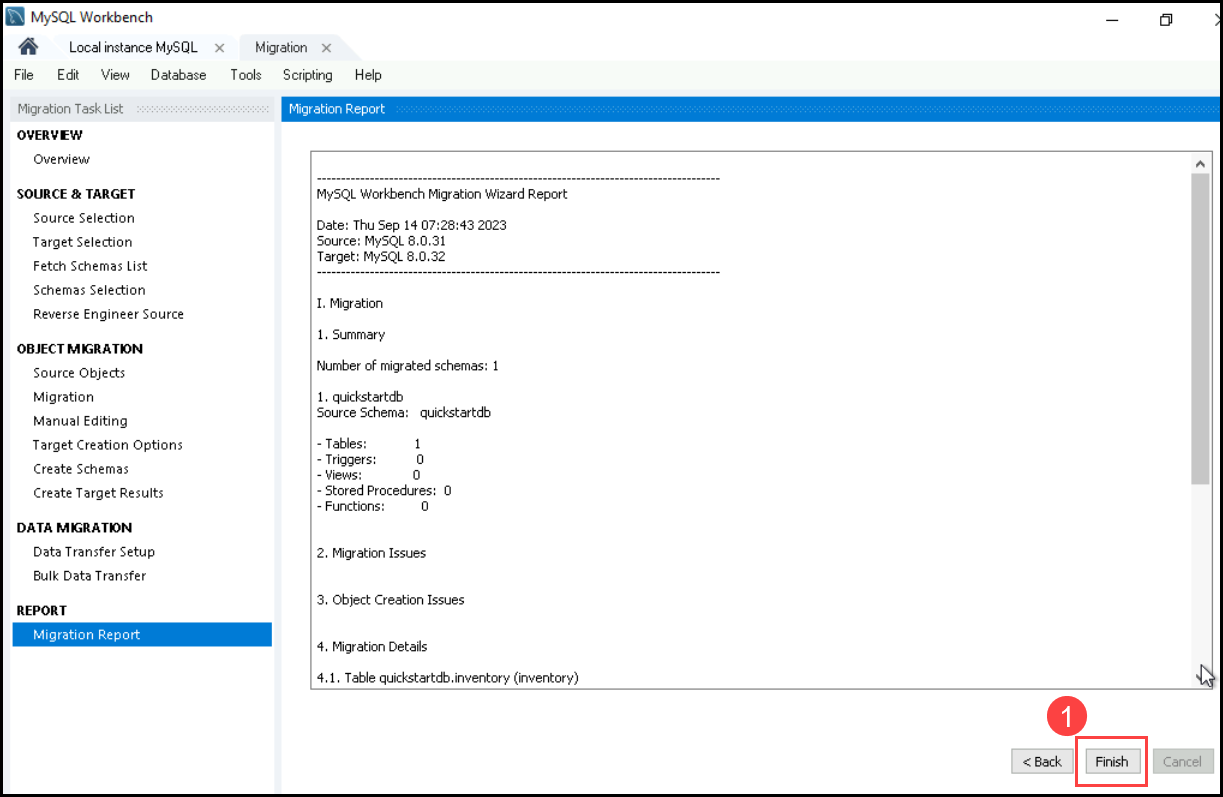 MySQL Workbench
Local instance MySQL
Migration
File Edit View Database Tools Scripting Help
Migration Task List
OVERVIEW
Overview
SOURCE & TARGET
Source Selection
Target Selection
Fetch Schemas List
Schemas Selection
Reverse Engineer Source
OBJECT MIGRATION
Source Objects
Migration
Manual Editing
Target Creation Options
Create Schemas
Create Target Results
DATA MIGRATION
Data Transfer Setup
Bulk Data Transfer
REPORT
Migration Report
Migration Report
------------------------------------------------------------------------------------
MySQL Workbench Migration Wizard Report
Date: Thu Sep 14 07:28:43 2023
Source: MySQL 8.0.31
Target: MySQL 8.0.32
------------------------------------------------------------------------------------
I. Migration
1. Summary
Number of migrated schemas: 1
1. quickstartdb
Source Schema: quickstartdb
- Tables: 1
- Triggers: 0
- Views: 0
- Stored Procedures: 0
- Functions: 0
2. Migration Issues
3. Object Creation Issues
4. Migration Details
4.1. Table quickstartdb.inventory (inventory)
1
< Back
Finish
Cancel